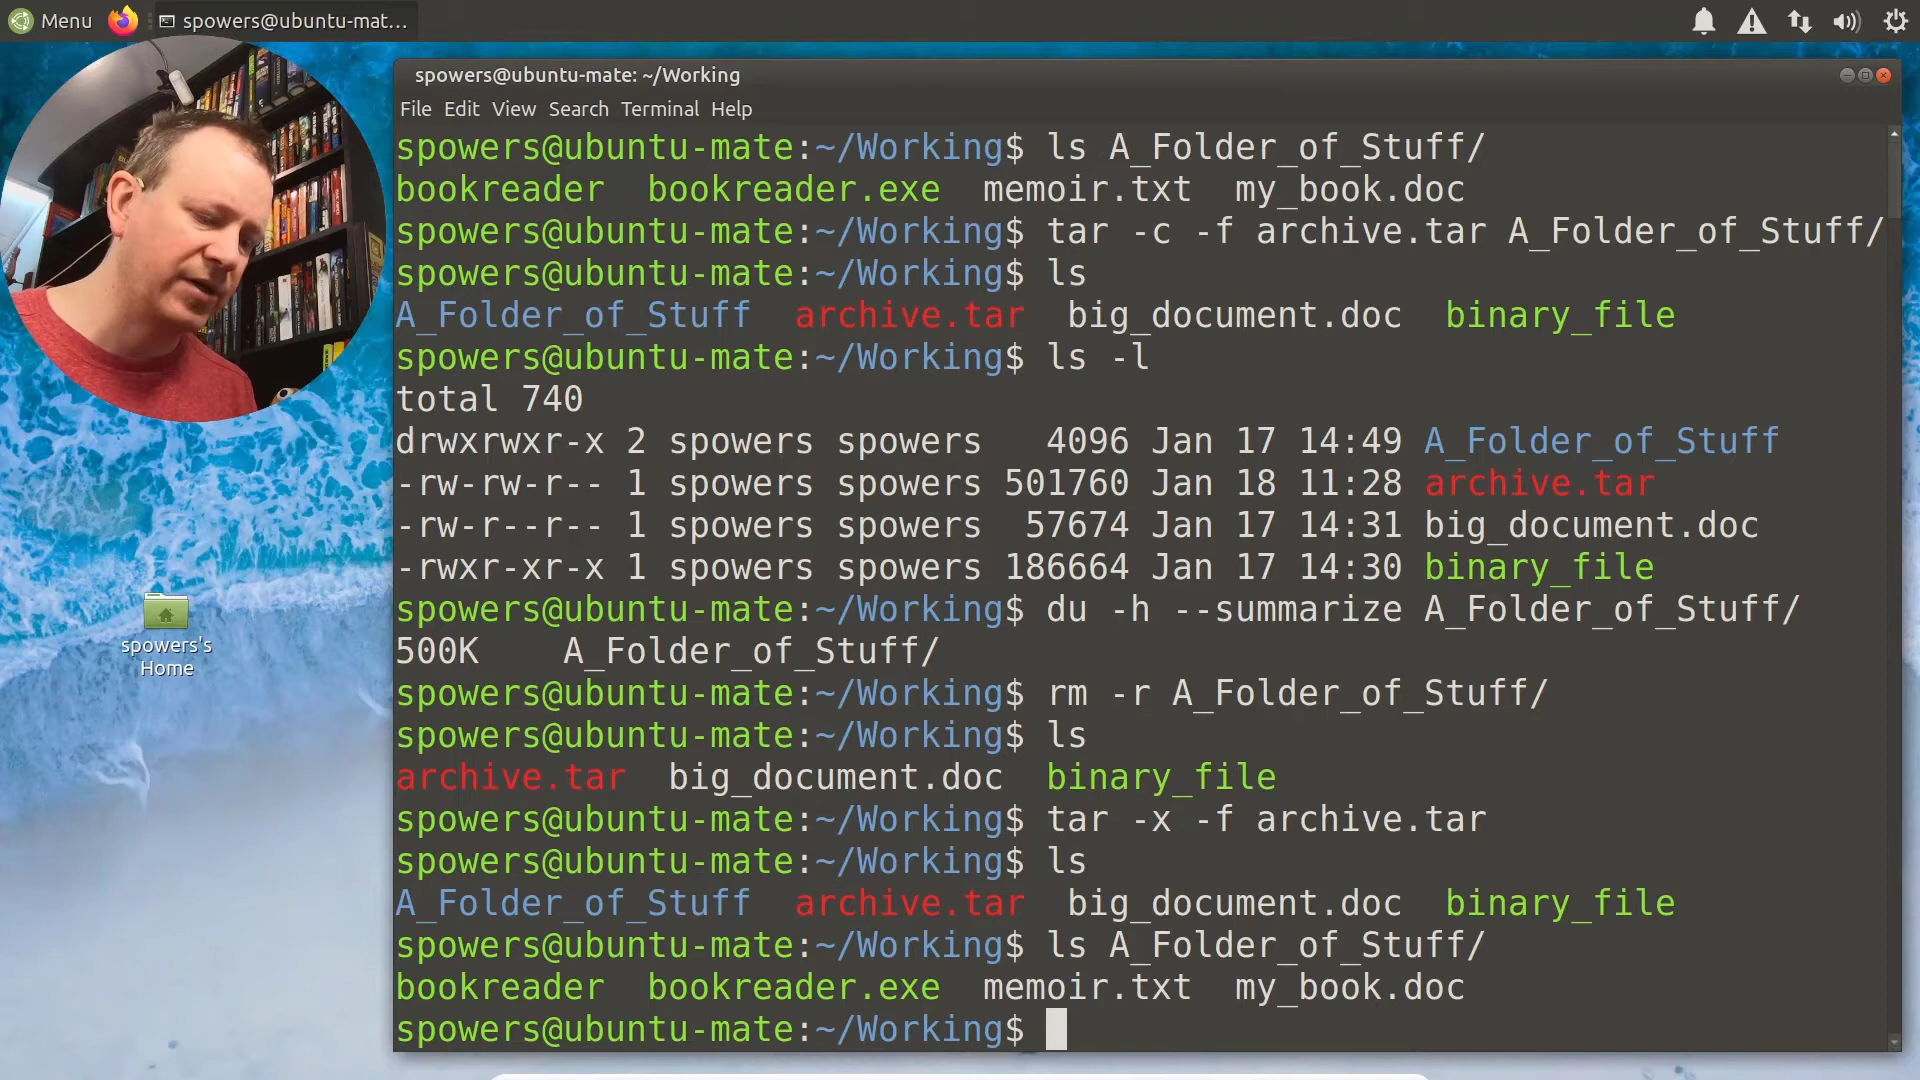 Menu spowers@ubuntu-mat...
spowers@ubuntu-mate: ~/Working
File Edit View Search Terminal Help
spowers@ubuntu-mate:~/Working$ ls A_Folder_of_Stuff/
bookreader bookreader.exe memoir.txt my_book.doc
spowers@ubuntu-mate:~/Working$ tar -c -f archive.tar A_Folder_of_Stuff/
spowers@ubuntu-mate:~/Working$ ls
A_Folder_of_Stuff archive.tar big_document.doc binary_file
spowers@ubuntu-mate:~/Working$ ls -l
total 740
drwxrwxr-x 2 spowers spowers 4096 Jan 17 14:49 A_Folder_of_Stuff
-rw-rw-r-- 1 spowers spowers 501760 Jan 18 11:28 archive.tar
-rw-r--r-- 1 spowers spowers 57674 Jan 17 14:31 big_document.doc
-rwxr-xr-x 1 spowers spowers 186664 Jan 17 14:30 binary_file
spowers@ubuntu-mate:~/Working$ du -h --summarize A_Folder_of_Stuff/
500K A_Folder_of_Stuff/
spowers@ubuntu-mate:~/Working$ rm -r A_Folder_of_Stuff/
spowers@ubuntu-mate:~/Working$ ls
archive.tar big_document.doc binary_file
spowers@ubuntu-mate:~/Working$ tar -x -f archive.tar
spowers@ubuntu-mate:~/Working$ ls
A_Folder_of_Stuff archive.tar big_document.doc binary_file
spowers@ubuntu-mate:~/Working$ ls A_Folder_of_Stuff/
bookreader bookreader.exe memoir.txt my_book.doc
spowers@ubuntu-mate:~/Working$
spowers's
Home